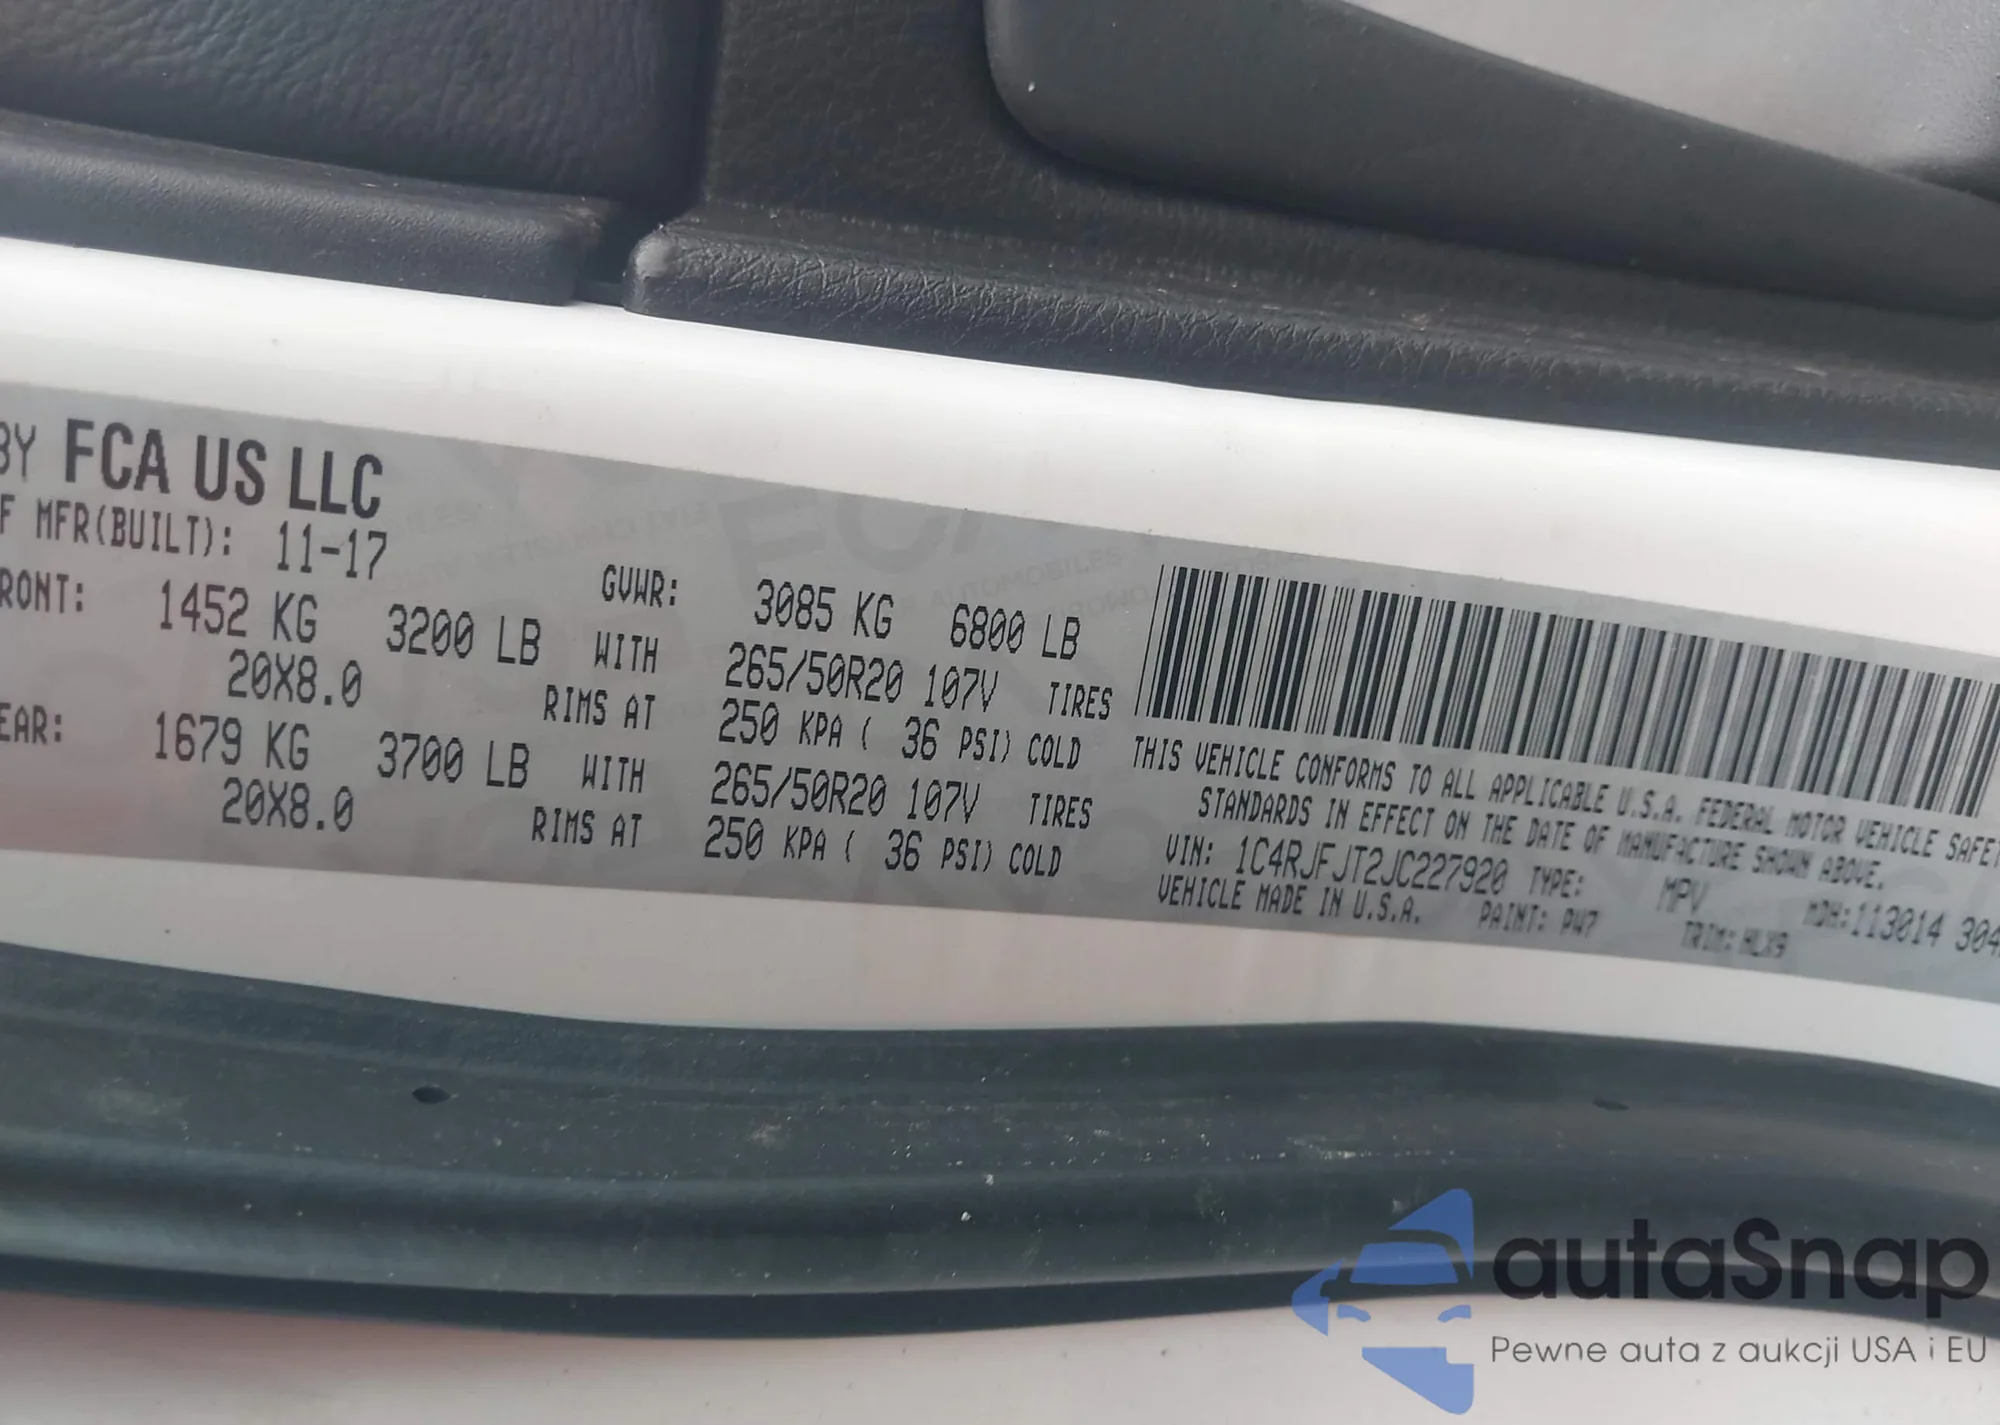 BY FCA US LLC
F MFR(BUILT): 11-17
RONT: 1452 KG 3200 LB WITH
20X8.0 RIMS AT
EAR: 1679 KG 3700 LB WITH
20X8.0 RIMS AT
GVWR: 3085 KG 6800 LB
265/50R20 107V TIRES
250 KPA ( 36 PSI) COLD
265/50R20 107V TIRES
250 KPA ( 36 PSI) COLD
THIS VEHICLE CONFORMS TO ALL APPLICABLE U.S.A. FEDERAL MOTOR VEHICLE SAFET
STANDARDS IN EFFECT ON THE DATE OF MANUFACTURE SHOWN ABOVE.
VIN: 1C4RJFJT2JC227920 TYPE: MPV MDH:113014 304
VEHICLE MADE IN U.S.A. PAINT: PW7 TRIM: HLX9
autaSnap
Pewne auta z aukcji USA i EU